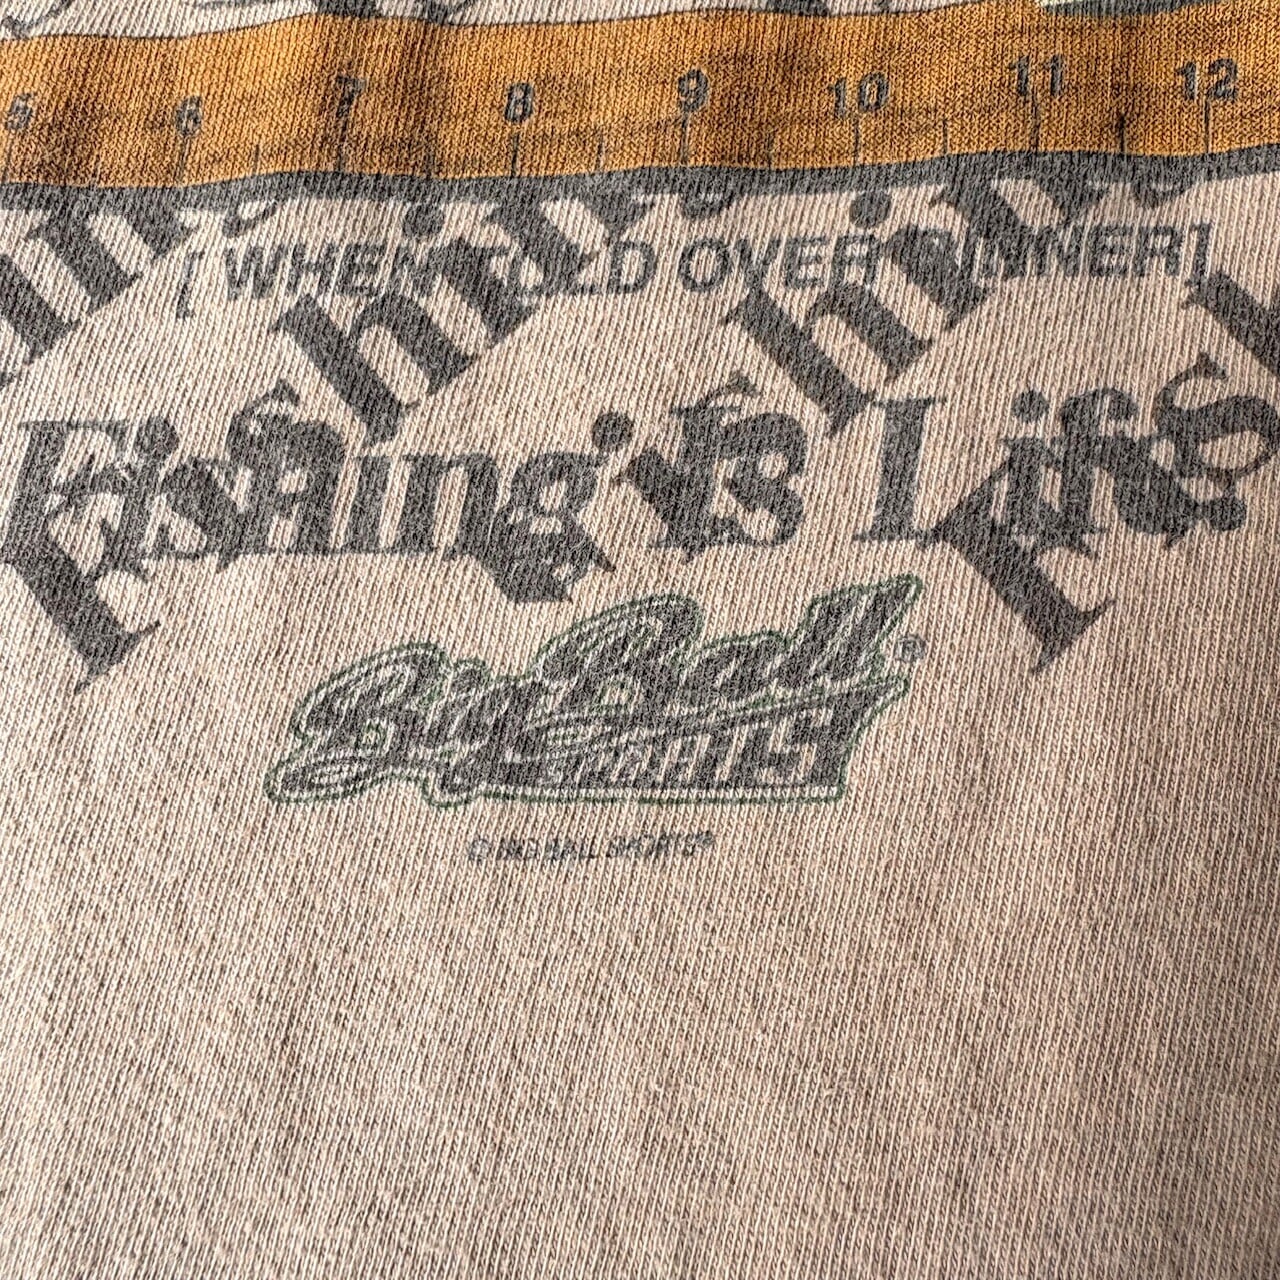 5 6 7 8 9 10 11 12
[ WHEN TOLD OVER DINNER]
Fishing is Life
Big Ball
SPORTS ®
© BIG BALL SPORTS®